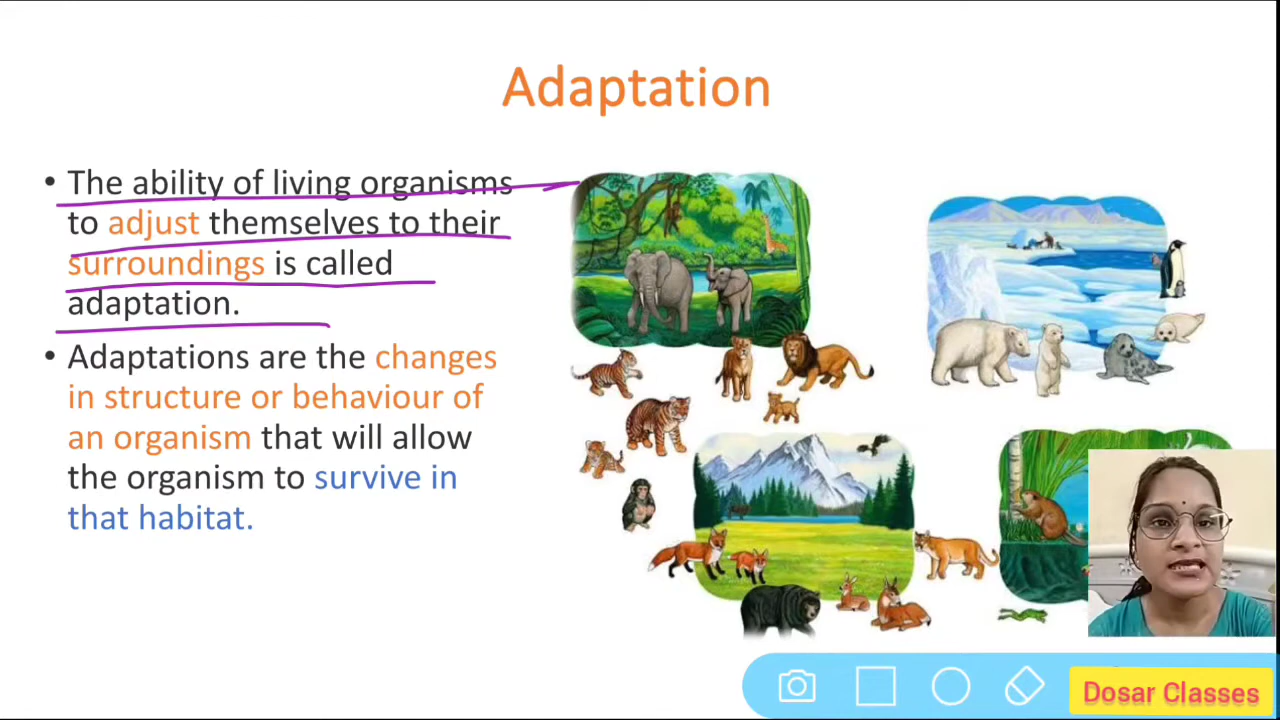 Adaptation
• The ability of living organisms
to adjust themselves to their
surroundings is called
adaptation.
• Adaptations are the changes
in structure or behaviour of
an organism that will allow
the organism to survive in
that habitat.
Dosar Classes